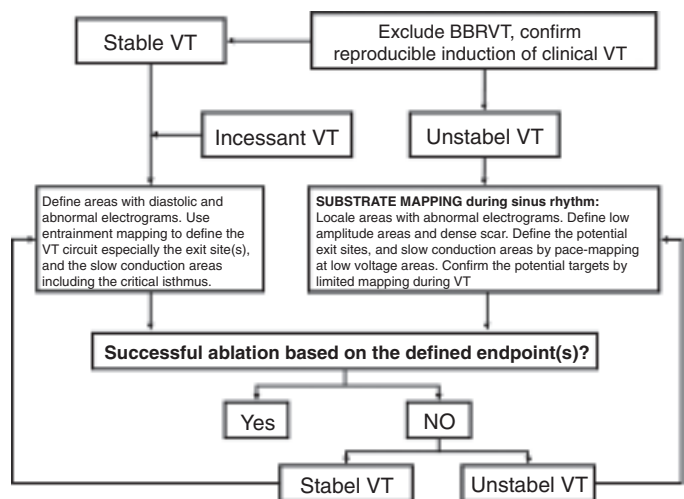 Stable VT
Exclude BBRVT, confirm
reproducible induction of clinical VT
Incessant VT
Unstabel VT
Define areas with diastolic and
abnormal electrograms. Use
entrainment mapping to define the
VT circuit especially the exit site(s),
and the slow conduction areas
including the critical isthmus.
SUBSTRATE MAPPING during sinus rhythm:
Locale areas with abnormal electrograms. Define low
amplitude areas and dense scar. Define the potential
exit sites, and slow conduction areas by pace-mapping
at low voltage areas. Confirm the potential targets by
limited mapping during VT
Successful ablation based on the defined endpoint(s)?
Yes
NO
Stabel VT
Unstabel VT